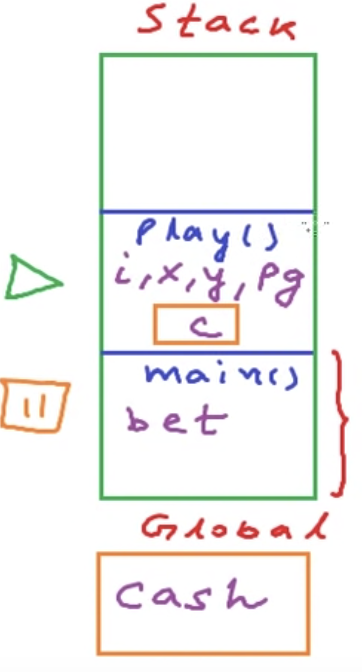 Stack
Play()
i, x, y, Pg
c
main()
bet
Global
Cash